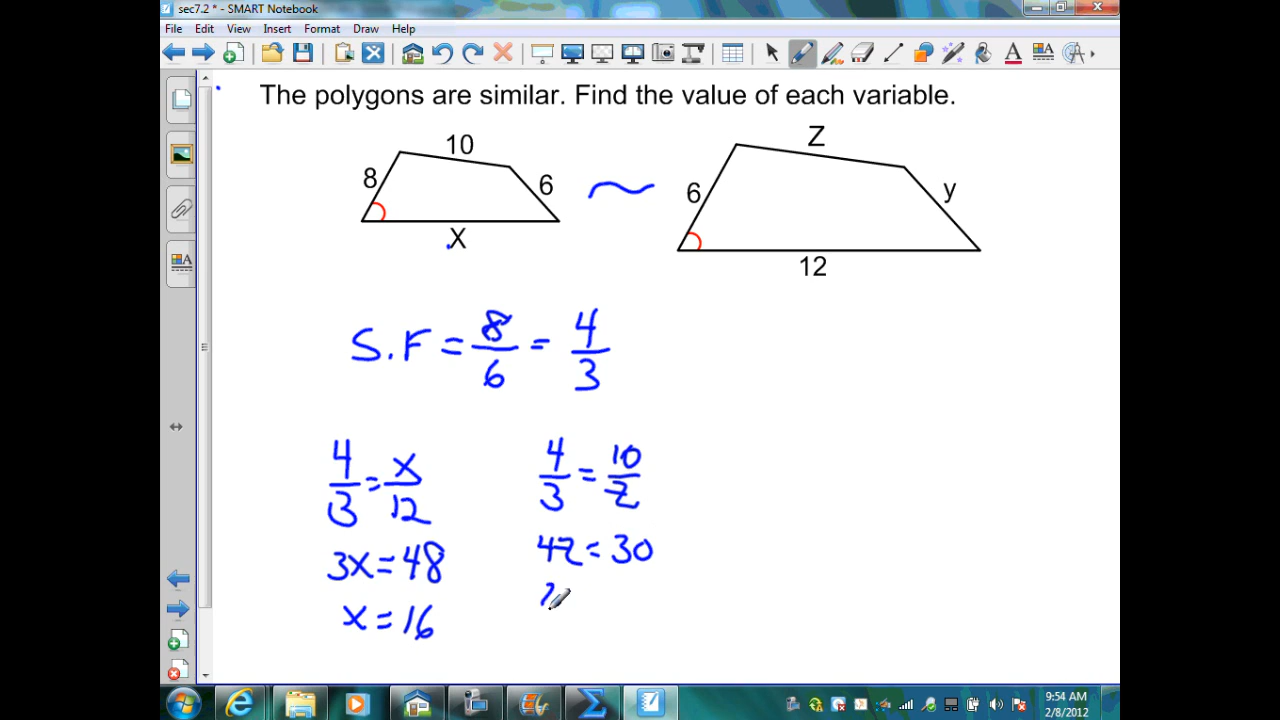 sec7.2 * - SMART Notebook
File Edit View Insert Format Draw Help
The polygons are similar. Find the value of each variable.
10
8
6
X
~
Z
6
y
12
S.F = 8/6 = 4/3
4/3 = x/12
3x = 48
x = 16
4/3 = 10/z
4z = 30
9:54 AM
2/8/2012